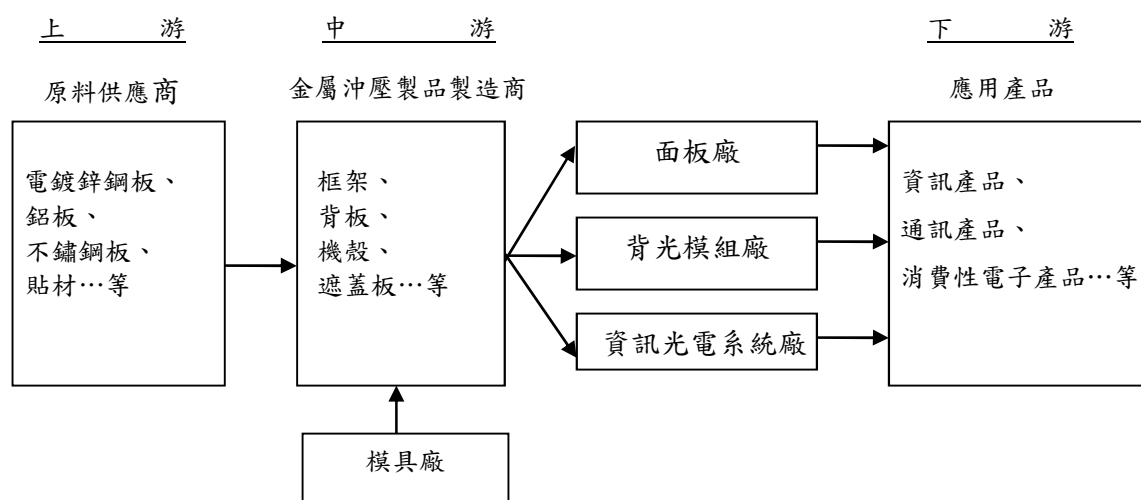 上 游
中 游
下 游
原料供應商
金屬沖壓製品製造商
應用產品
電鍍鋅鋼板、
鋁板、
不鏽鋼板、
貼材…等
框架、
背板、
機殼、
遮蓋板…等
面板廠
背光模組廠
資訊光電系統廠
資訊產品、
通訊產品、
消費性電子產品…等
模具廠